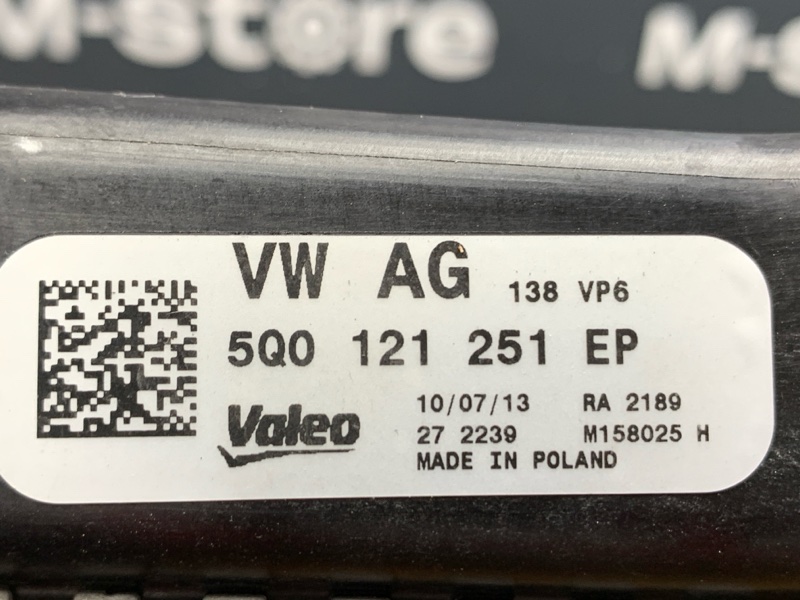 M-store
M-s
VW AG 138 VP6
5Q0 121 251 EP
Valeo
10/07/13 RA 2189
27 2239 M158025 H
MADE IN POLAND